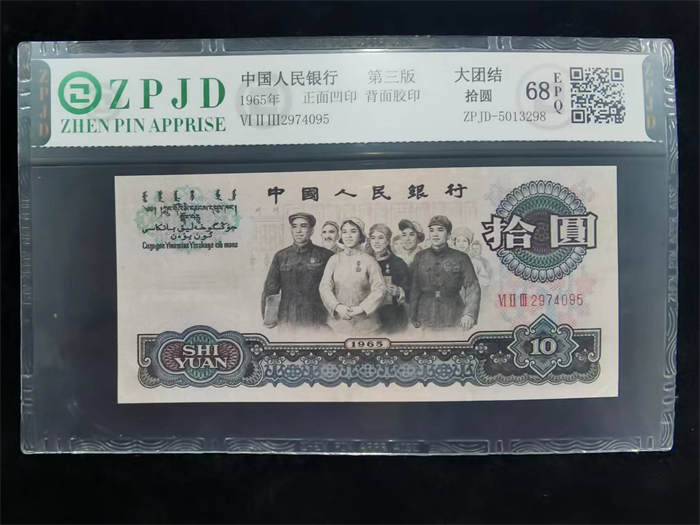 ZPJD
ZHEN PIN APPRISE
中国人民银行 第三版 大团结
1965年 正面凹印 背面胶印 拾圆
VI II III2974095 ZPJD-5013298
68 EPQ
ZPJD
ZPJD
中國人民銀行
拾圓
VI II III 2974095
1965
SHI
YUAN
10